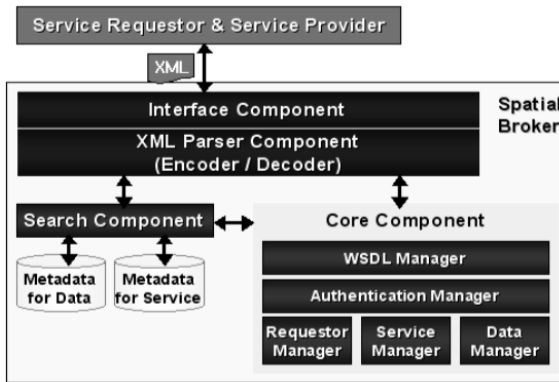 Service Requestor & Service Provider
XML
Interface Component
Spatial
Broker
XML Parser Component
(Encoder / Decoder)
Search Component
Core Component
Metadata
for Data
Metadata
for Service
WSDL Manager
Authentication Manager
Requestor
Manager
Service
Manager
Data
Manager